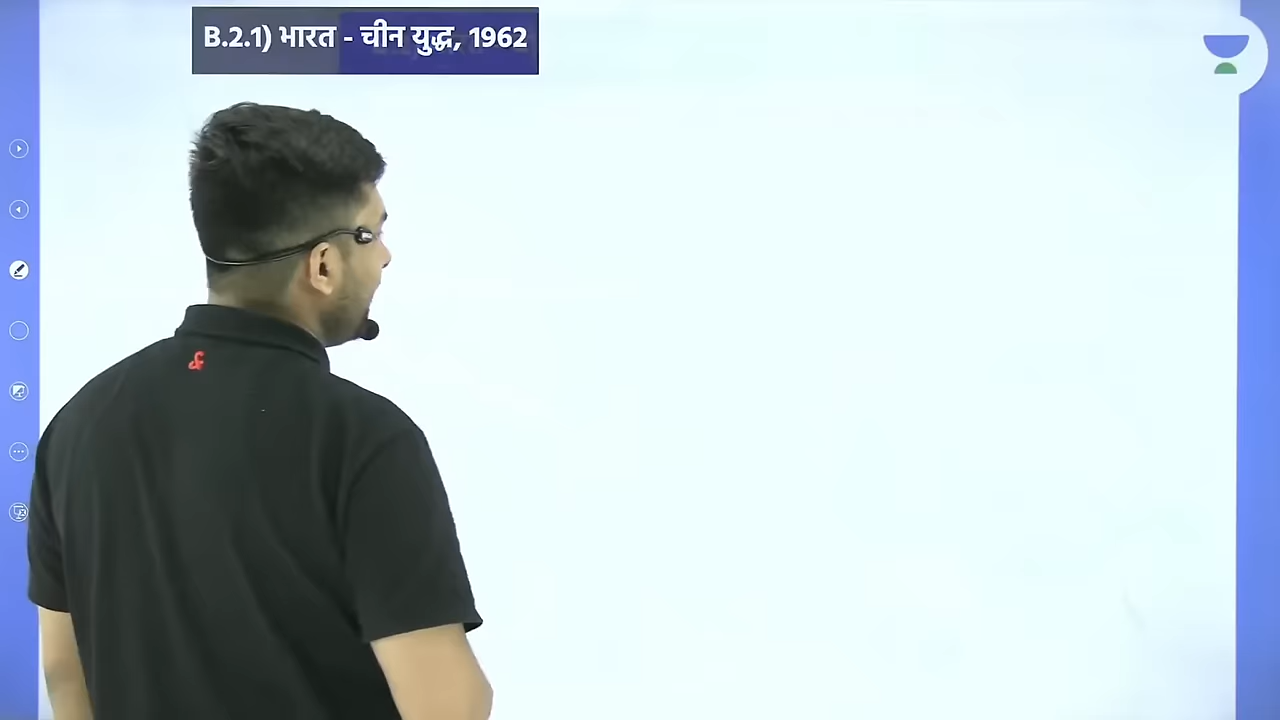 B.2.1) भारत - चीन युद्ध, 1962